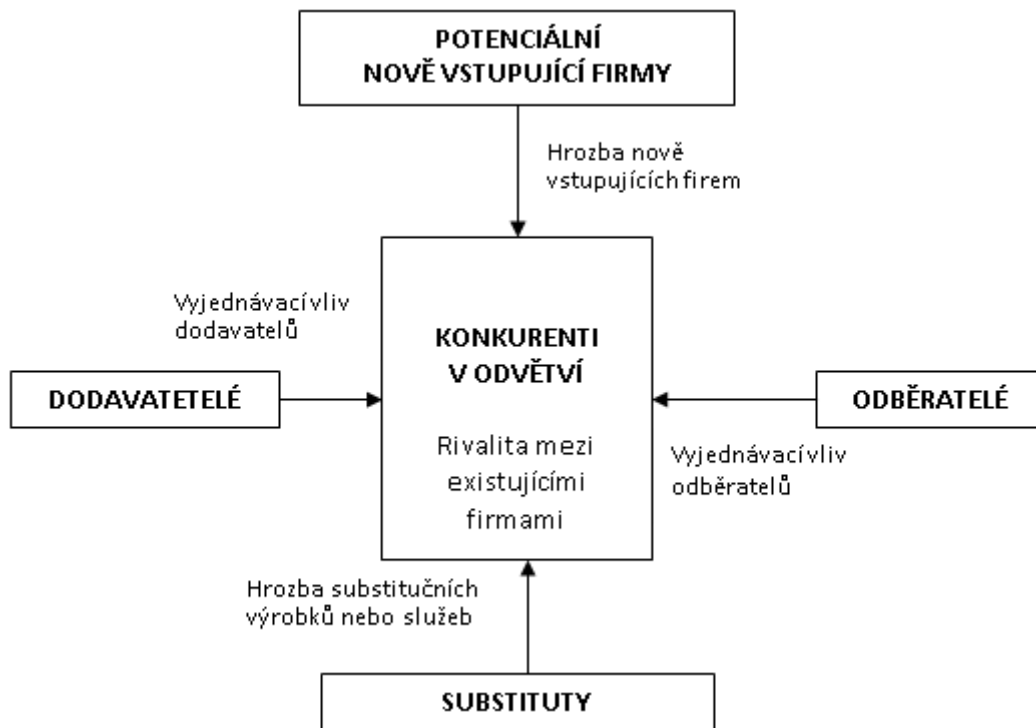 POTENCIÁLNÍ
NOVĚ VSTUPUJÍCÍ FIRMY
Hrozba nově
vstupujících firem
Vyjednávací vliv
dodavatelů
DODAVATETELÉ
KONKURENTI
V ODVĚTVÍ
Rivalita mezi
existujícími
firmami
ODBĚRATELÉ
Vyjednávací vliv
odběratelů
Hrozba substitučních
výrobků nebo služeb
SUBSTITUTY